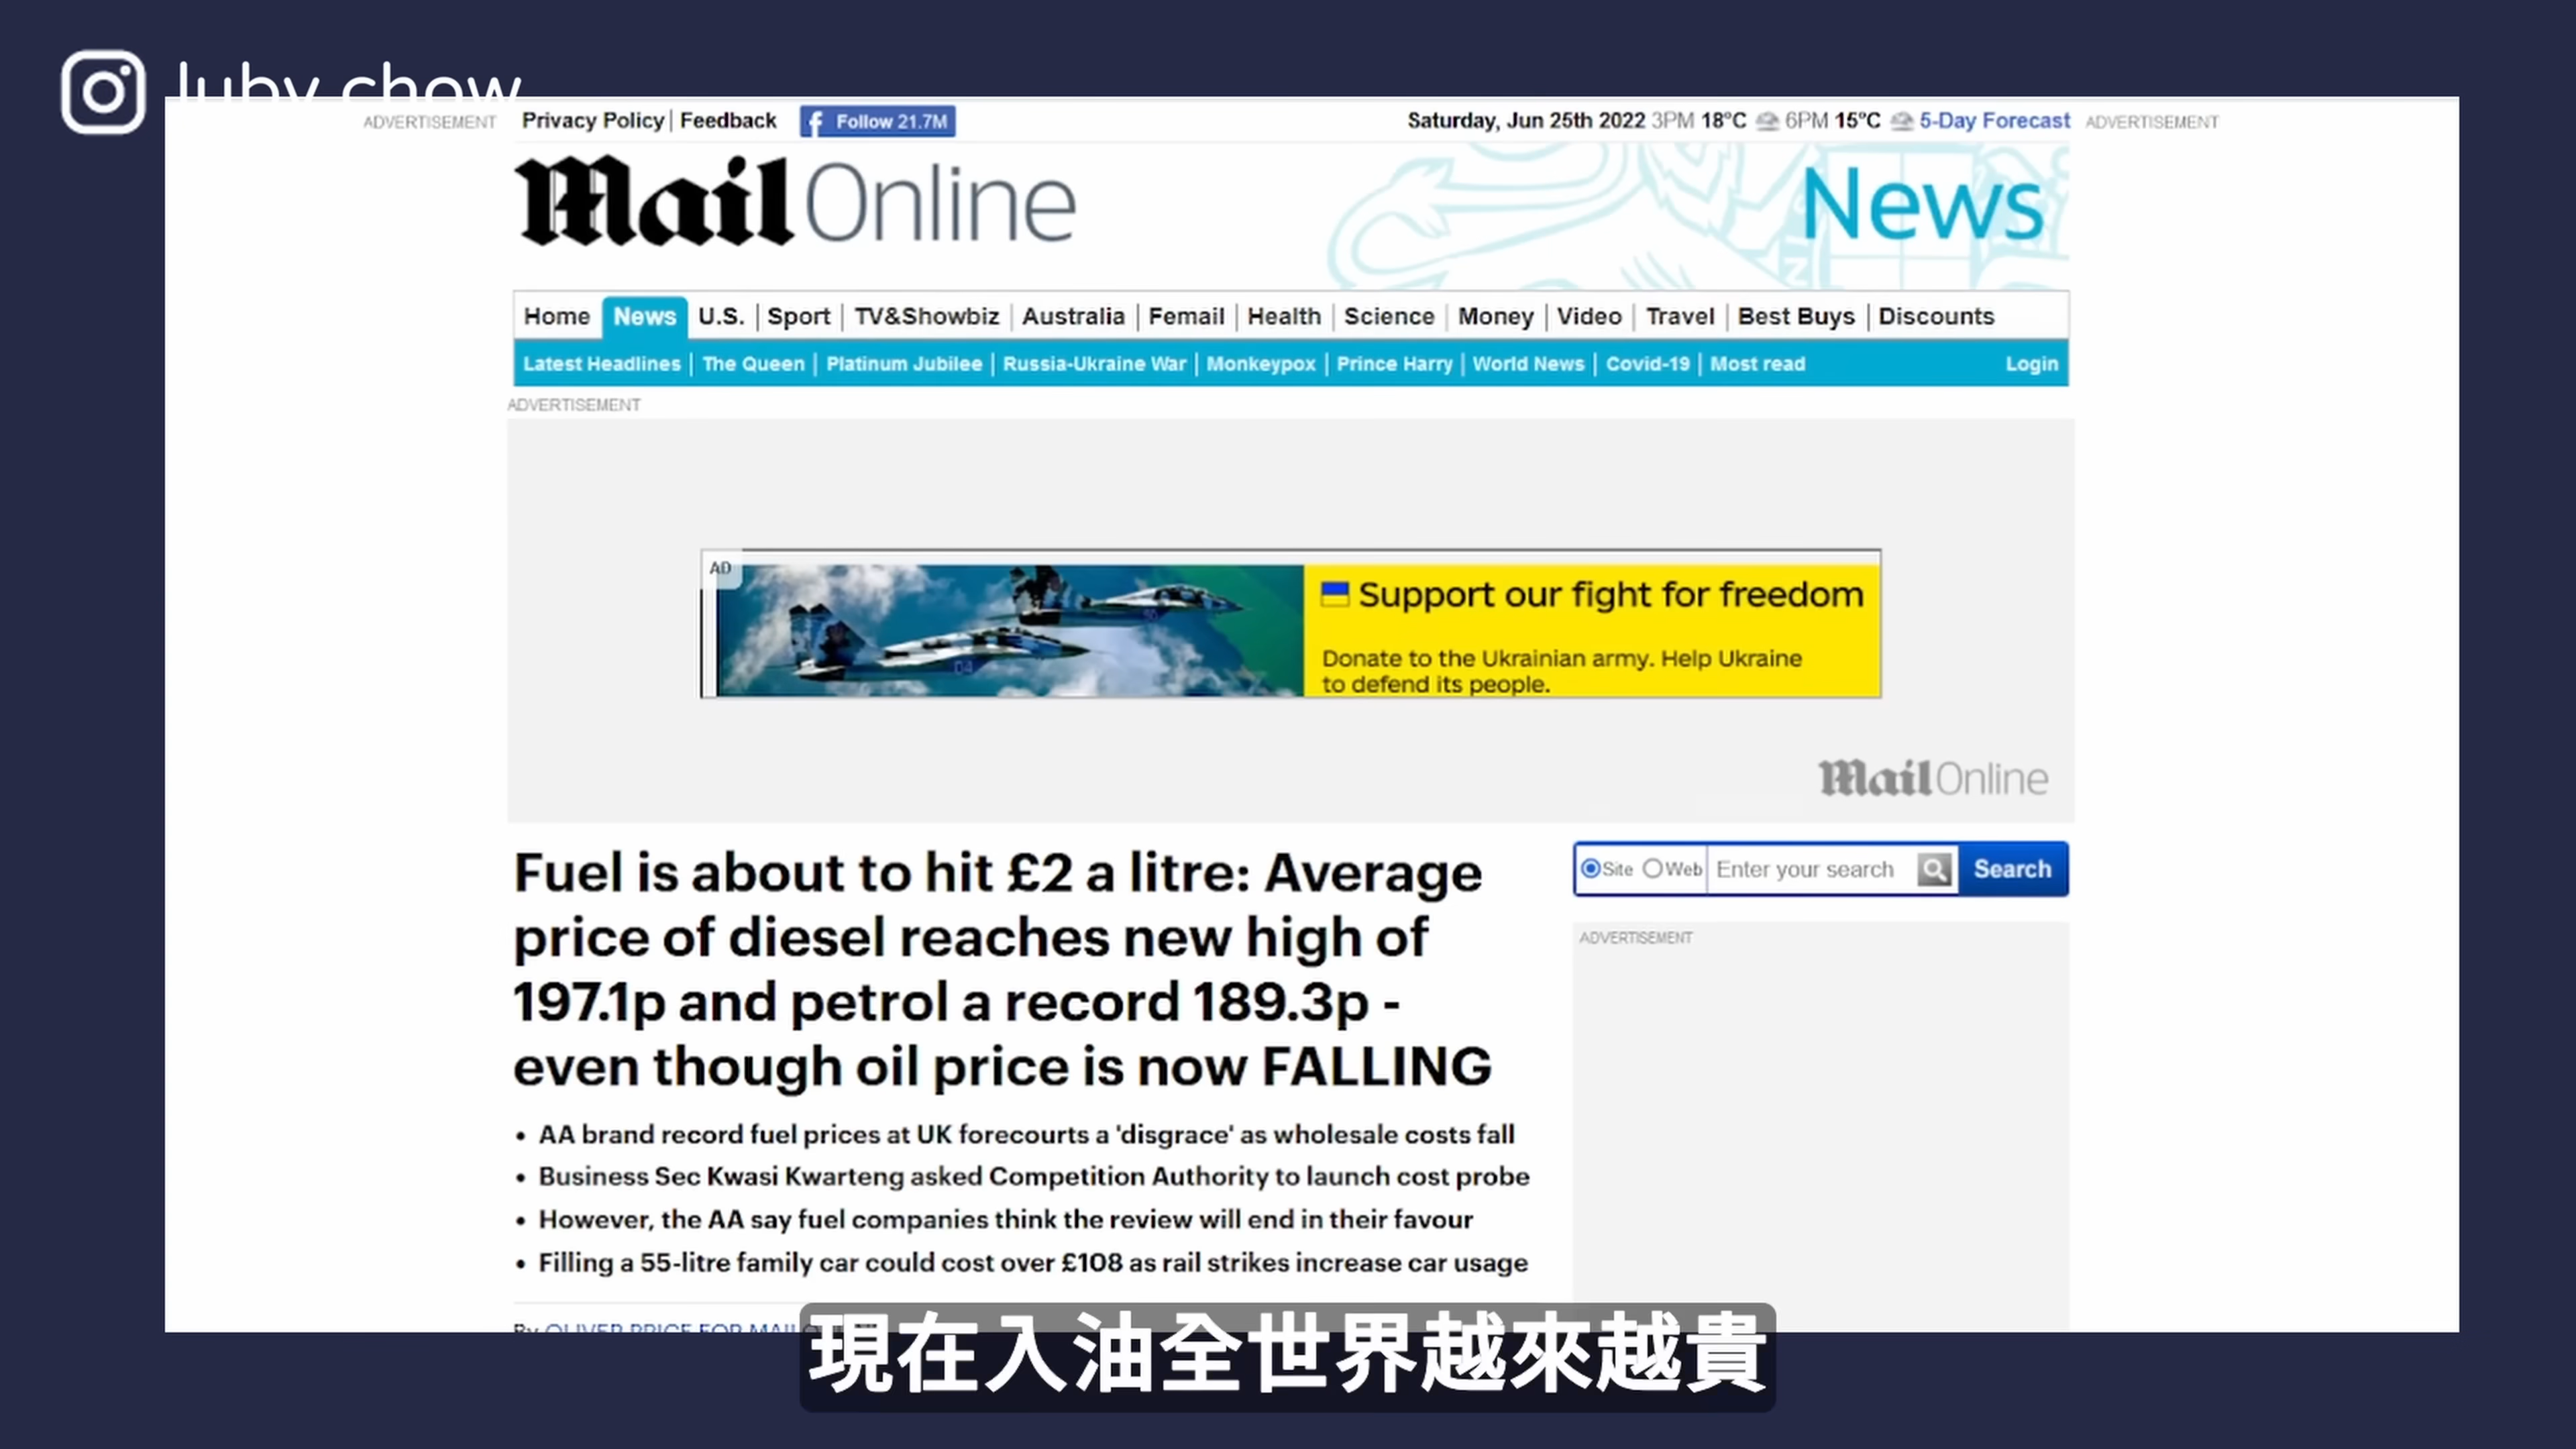 luby_chow
ADVERTISEMENT Privacy Policy | Feedback Follow 21.7M Saturday, Jun 25th 2022 3PM 18°C 6PM 15°C 5-Day Forecast ADVERTISEMENT
Mail Online News
Home News U.S. | Sport | TV&Showbiz | Australia | Femail | Health | Science | Money | Video | Travel | Best Buys | Discounts
Latest Headlines | The Queen | Platinum Jubilee | Russia-Ukraine War | Monkeypox | Prince Harry | World News | Covid-19 | Most read Login
ADVERTISEMENT
AD
Support our fight for freedom
Donate to the Ukrainian army. Help Ukraine
to defend its people.
04
Mail Online
Fuel is about to hit £2 a litre: Average
price of diesel reaches new high of
197.1p and petrol a record 189.3p -
even though oil price is now FALLING
• AA brand record fuel prices at UK forecourts a 'disgrace' as wholesale costs fall
• Business Sec Kwasi Kwarteng asked Competition Authority to launch cost probe
• However, the AA say fuel companies think the review will end in their favour
• Filling a 55-litre family car could cost over £108 as rail strikes increase car usage
Site Web Enter your search Search
ADVERTISEMENT
By OLIVER PRICE FOR
現在入油全世界越來越貴